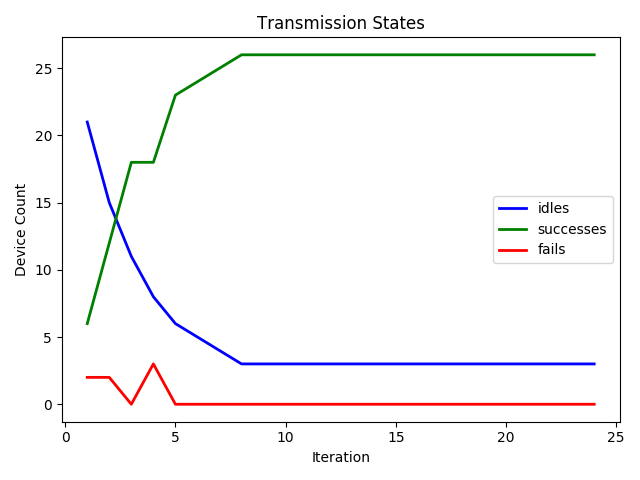 Transmission States
Device Count
25
20
15
10
5
0
idles
successes
fails
0 5 10 15 20 25
Iteration